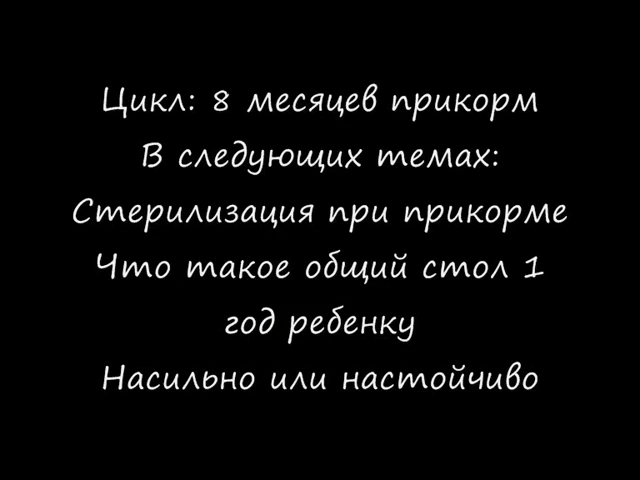 Цикл: 8 месяцев прикорм
В следующих темах:
Стерилизация при прикорме
Что такое общий стол 1
год ребенку
Насильно или настойчиво